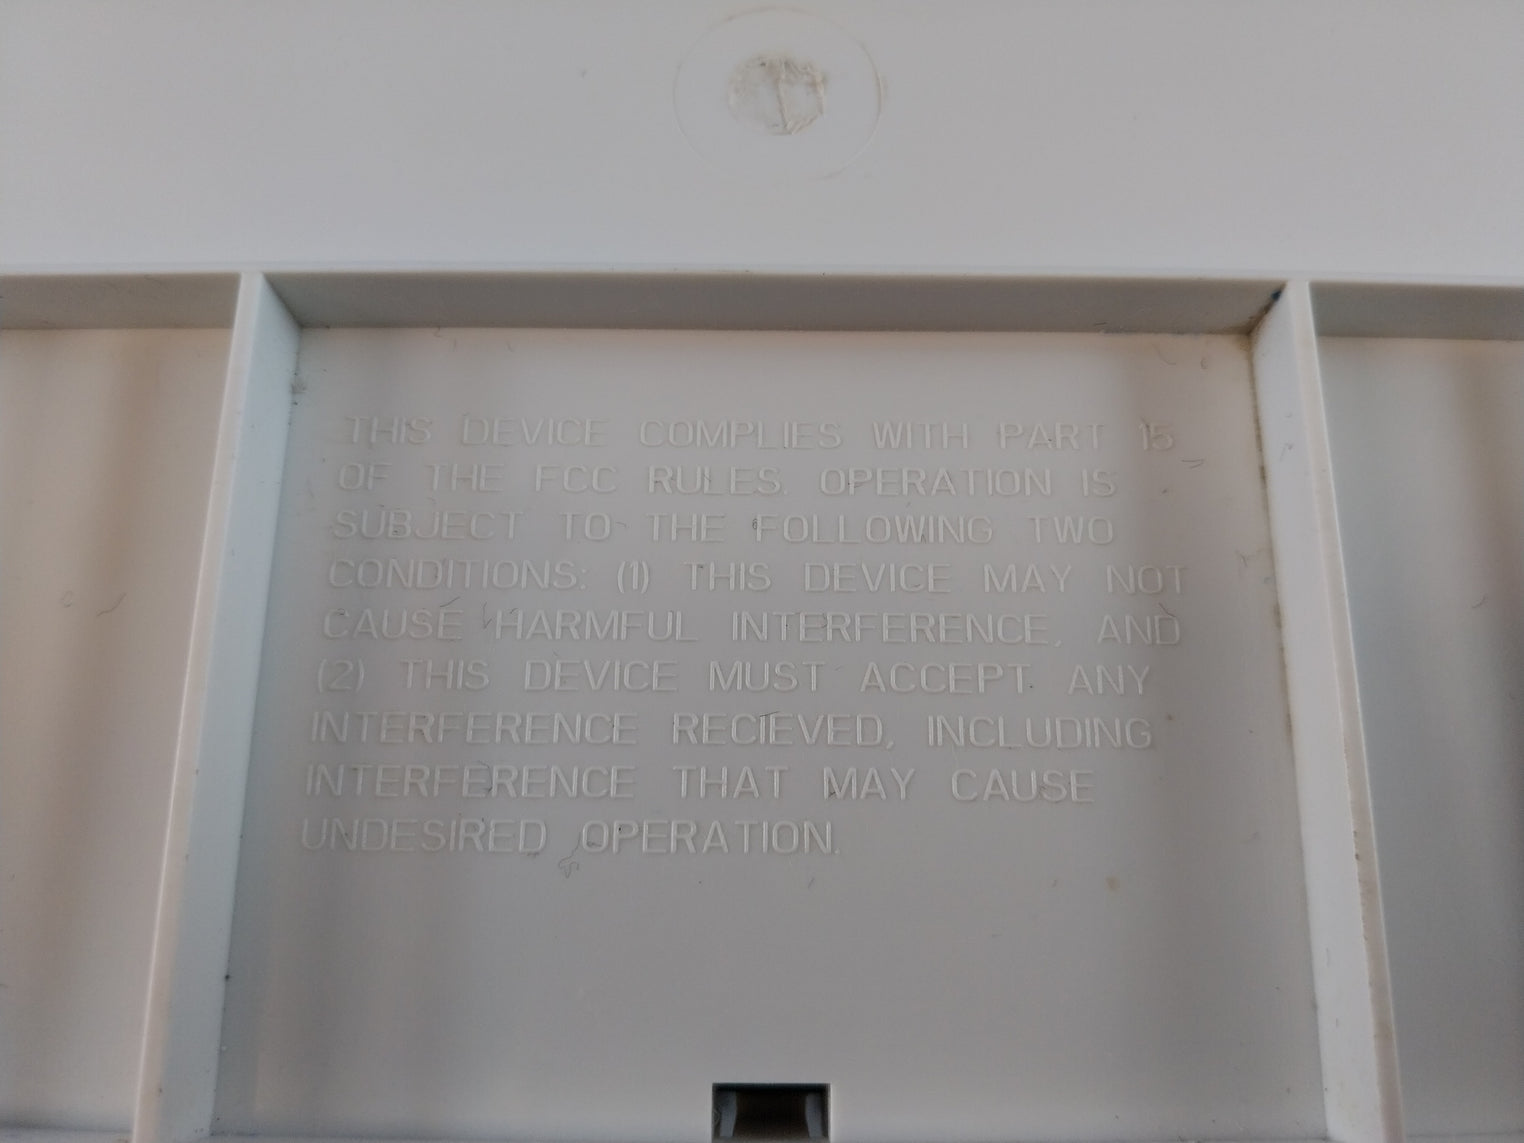 THIS DEVICE COMPLIES WITH PART 15
OF THE FCC RULES. OPERATION IS
SUBJECT TO THE FOLLOWING TWO
CONDITIONS: (1) THIS DEVICE MAY NOT
CAUSE HARMFUL INTERFERENCE, AND
(2) THIS DEVICE MUST ACCEPT ANY
INTERFERENCE RECIEVED, INCLUDING
INTERFERENCE THAT MAY CAUSE
UNDESIRED OPERATION.